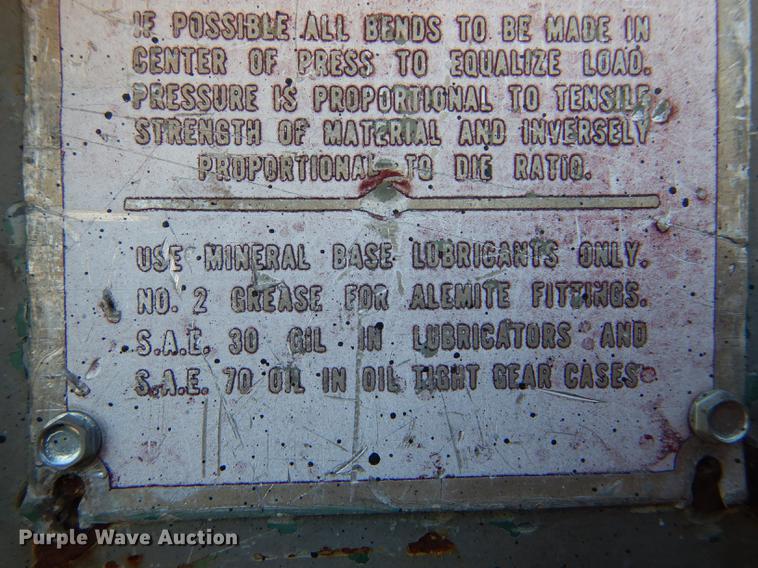 IF POSSIBLE ALL BENDS TO BE MADE IN
CENTER OF PRESS TO EQUALIZE LOAD.
PRESSURE IS PROPORTIONAL TO TENSILE
STRENGTH OF MATERIAL AND INVERSELY
PROPORTIONAL TO DIE RATIO.
USE MINERAL BASE LUBRICANTS ONLY.
NO. 2 GREASE FOR ALEMITE FITTINGS.
S.A.E. 30 OIL IN LUBRICATORS AND
S.A.E. 70 OIL IN OIL TIGHT GEAR CASES
Purple Wave Auction